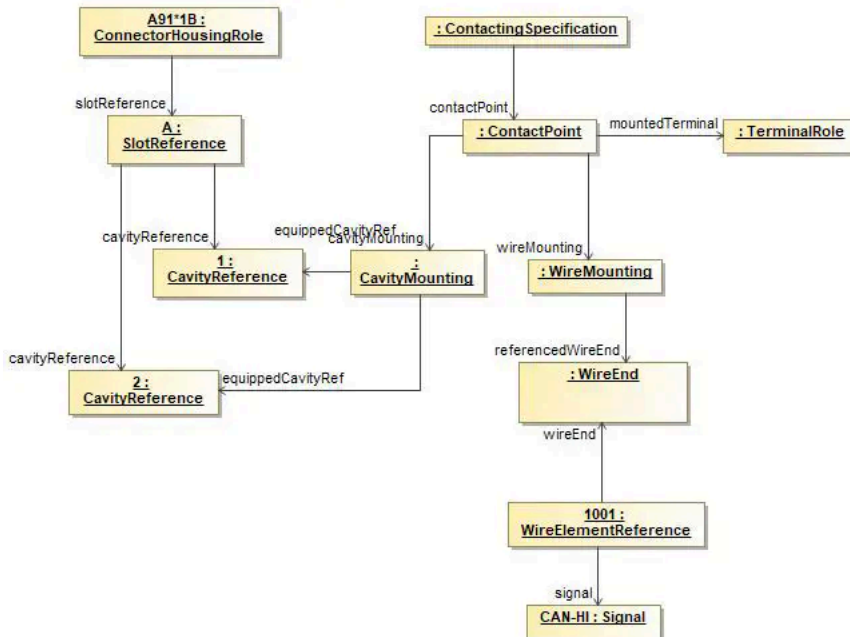 A91*1B :
ConnectorHousingRole
: ContactingSpecification
slotReference
contactPoint
A :
SlotReference
: ContactPoint
mountedTerminal
: TerminalRole
cavityReference
equippedCavityRef
cavityMounting
wireMounting
1 :
CavityReference
:
CavityMounting
: WireMounting
cavityReference
referencedWireEnd
2 :
CavityReference
equippedCavityRef
: WireEnd
wireEnd
1001 :
WireElementReference
signal
CAN-HI : Signal